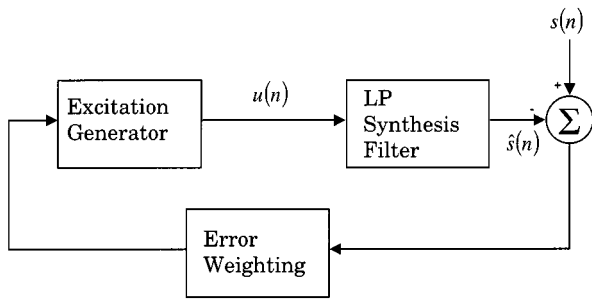 s(n)
+
Excitation
Generator
u(n)
LP
Synthesis
Filter
-
Σ
ŝ(n)
Error
Weighting